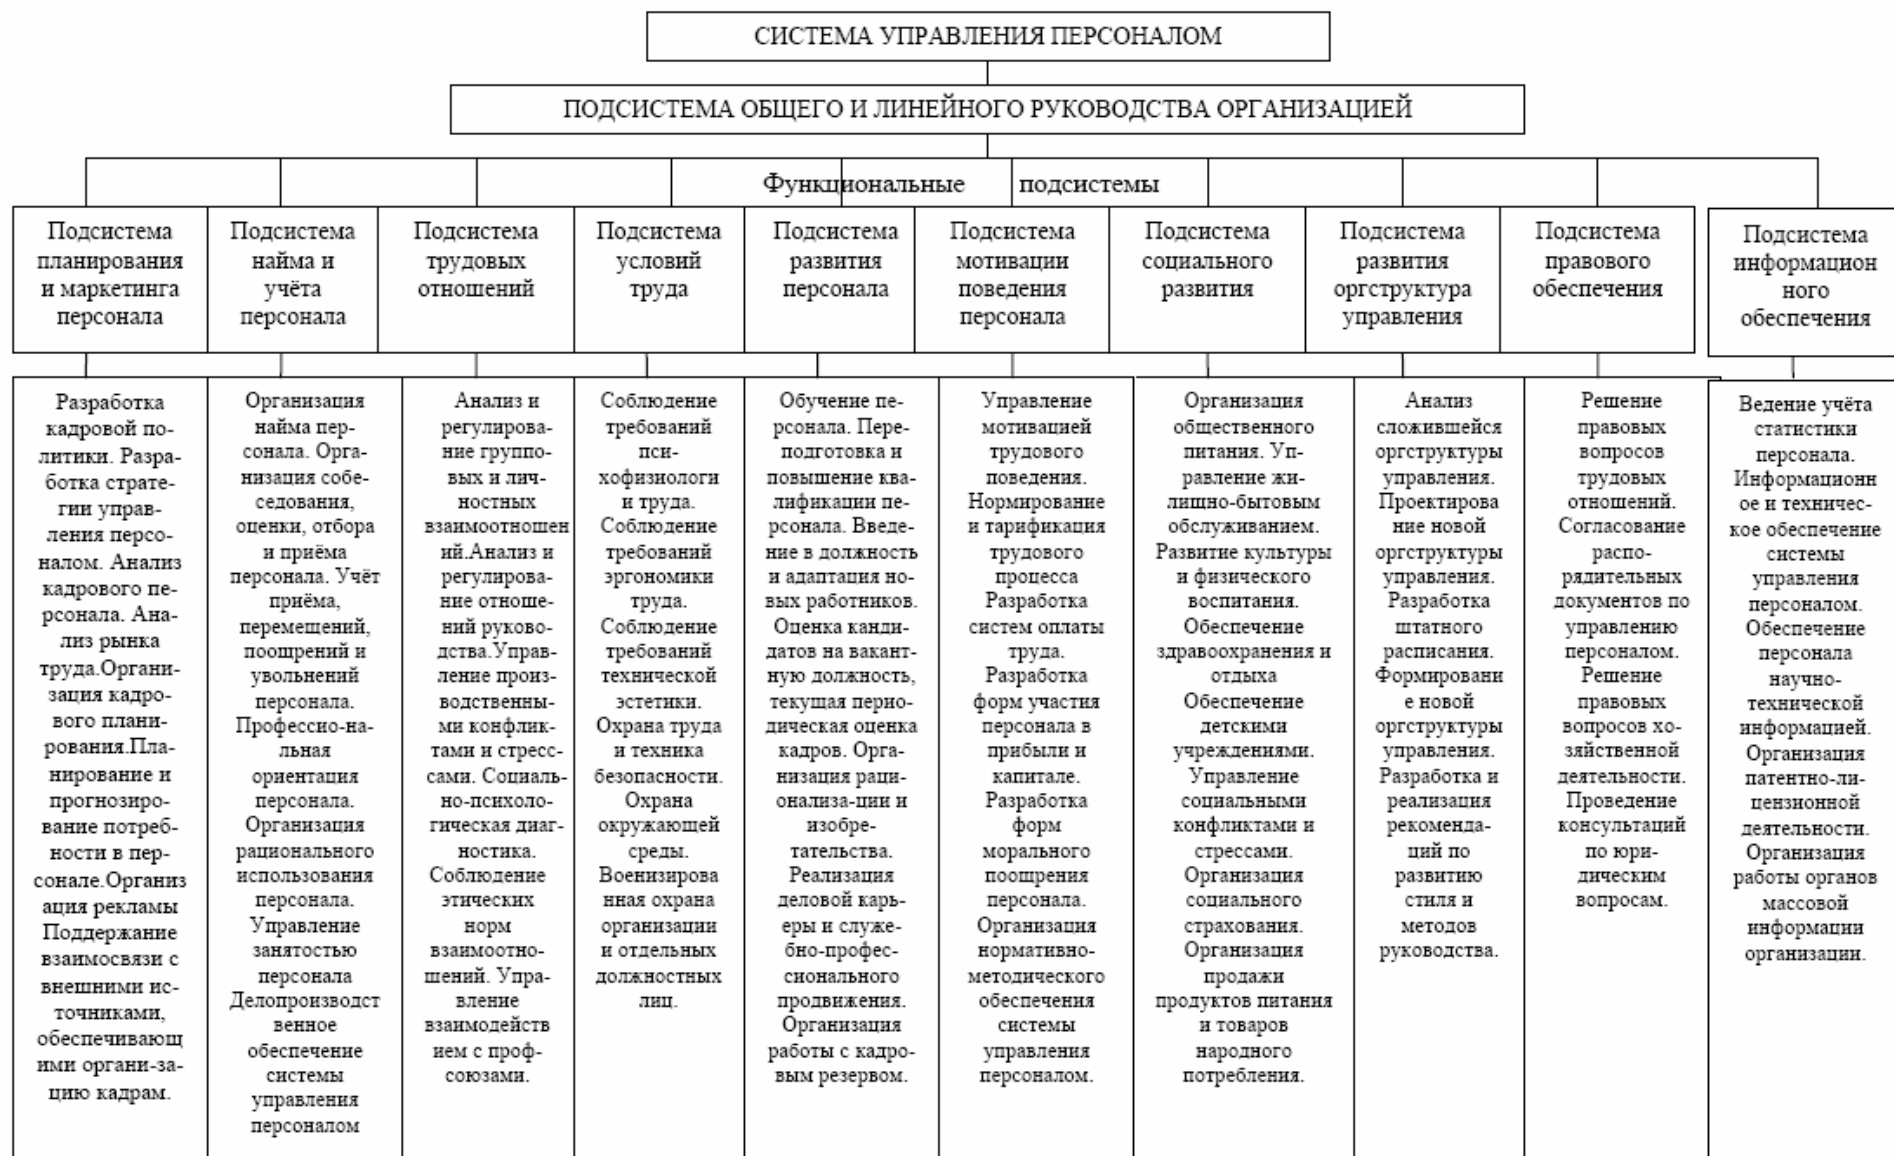 СИСТЕМА УПРАВЛЕНИЯ ПЕРСОНАЛОМ
ПОДСИСТЕМА ОБЩЕГО И ЛИНЕЙНОГО РУКОВОДСТВА ОРГАНИЗАЦИЕЙ
Функциональные подсистемы
Подсистема
планирования
и маркетинга
персонала
Подсистема
найма и
учёта
персонала
Подсистема
трудовых
отношений
Подсистема
условий
труда
Подсистема
развития
персонала
Подсистема
мотивации
поведения
персонала
Подсистема
социального
развития
Подсистема
развития
оргструктура
управления
Подсистема
правового
обеспечения
Подсистема
информацион
ного
обеспечения
Разработка
кадровой по-
литики. Разра-
ботка страте-
гии управ-
ления персо-
налом. Анализ
кадрового пе-
рсонала. Ана-
лиз рынка
труда.Органи-
зация кадро-
вого плани-
рования.Пла-
нирование и
прогнозиро-
вание потреб-
ности в пер-
сонале.Организ
ация рекламы
Поддержание
взаимосвязи с
внешними ис-
точниками,
обеспечивающ
ими органи-за-
цию кадрам.
Организация
найма пер-
сонала. Орга-
низация собе-
седования,
оценки, отбора
и приёма
персонала. Учёт
приёма,
перемещений,
поощрений и
увольнений
персонала.
Профессио-на-
льная
ориентация
персонала.
Организация
рационального
использования
персонала.
Управление
занятостью
персонала
Делопроизводст
венное
обеспечение
системы
управления
персоналом
Анализ и
регулирова-
ние группо-
вых и лич-
ностных
взаимоотношен
ий.Анализ и
регулирова-
ние отноше-
ний руково-
дства.Управ-
ление произ-
водственны-
ми конфлик-
тами и стресс-
сами. Социаль-
но-психоло-
гическая диаг-
ностика.
Соблюдение
этических
норм
взаимоотно-
шений. Упра-
вление
взаимодейств
ием с проф-
союзами.
Соблюдение
требований
пси-
хофизиологи
и труда.
Соблюдение
требований
эргономики
труда.
Соблюдение
требований
технической
эстетики.
Охрана труда
и техника
безопасности.
Охрана
окружающей
среды.
Военизирова
нная охрана
организации
и отдельных
должностных
лиц.
Обучение пе-
рсонала. Пере-
подготовка и
повышение ква-
лификации пе-
рсонала. Введе-
ние в должность
и адаптация но-
вых работников.
Оценка канди-
датов на вакант-
ную должность,
текущая перио-
дическая оценка
кадров. Орга-
низация раци-
онализа-ции и
изобре-
тательства.
Реализация
деловой карь-
еры и служе-
бно-профес-
сионального
продвижения.
Организация
работы с кадро-
вым резервом.
Управление
мотивацией
трудового
поведения.
Нормирование
и тарификация
трудового
процесса
Разработка
систем оплаты
труда.
Разработка
форм участия
персонала в
прибыли и
капитале.
Разработка
форм
морального
поощрения
персонала.
Организация
нормативно-
методического
обеспечения
системы
управления
персоналом.
Организация
общественного
питания. Уп-
равление жи-
лищно-бытовым
обслуживанием.
Развитие культуры
и физического
воспитания.
Обеспечение
здравоохранения и
отдыха
Обеспечение
детскими
учреждениями.
Управление
социальными
конфликтами и
стрессами.
Организация
социального
страхования.
Организация
продажи
продуктов питания
и товаров
народного
потребления.
Анализ
сложившейся
оргструктуры
управления.
Проектирова
ние новой
оргструктуры
управления.
Разработка
штатного
расписания.
Формировани
е новой
оргструктуры
управления.
Разработка и
реализация
рекоменда-
ций по
развитию
стиля и
методов
руководства.
Решение
правовых
вопросов
трудовых
отношений.
Согласование
распо-
рядительных
документов по
управлению
персоналом.
Решение
правовых
вопросов хо-
зяйственной
деятельности.
Проведение
консультаций
по юри-
дическим
вопросам.
Ведение учёта
статистики
персонала.
Информационн
ое и техничес-
кое обеспечение
системы
управления
персоналом.
Обеспечение
персонала
научно-
технической
информацией.
Организация
патентно-ли-
цензионной
деятельности.
Организация
работы органов
массовой
информации
организации.